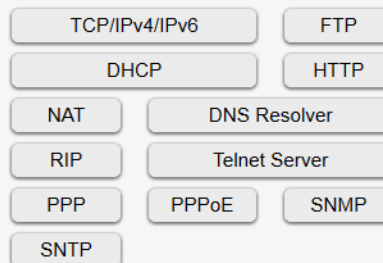 TCP/IPv4/IPv6 FTP
DHCP HTTP
NAT DNS Resolver
RIP Telnet Server
PPP PPPoE SNMP
SNTP